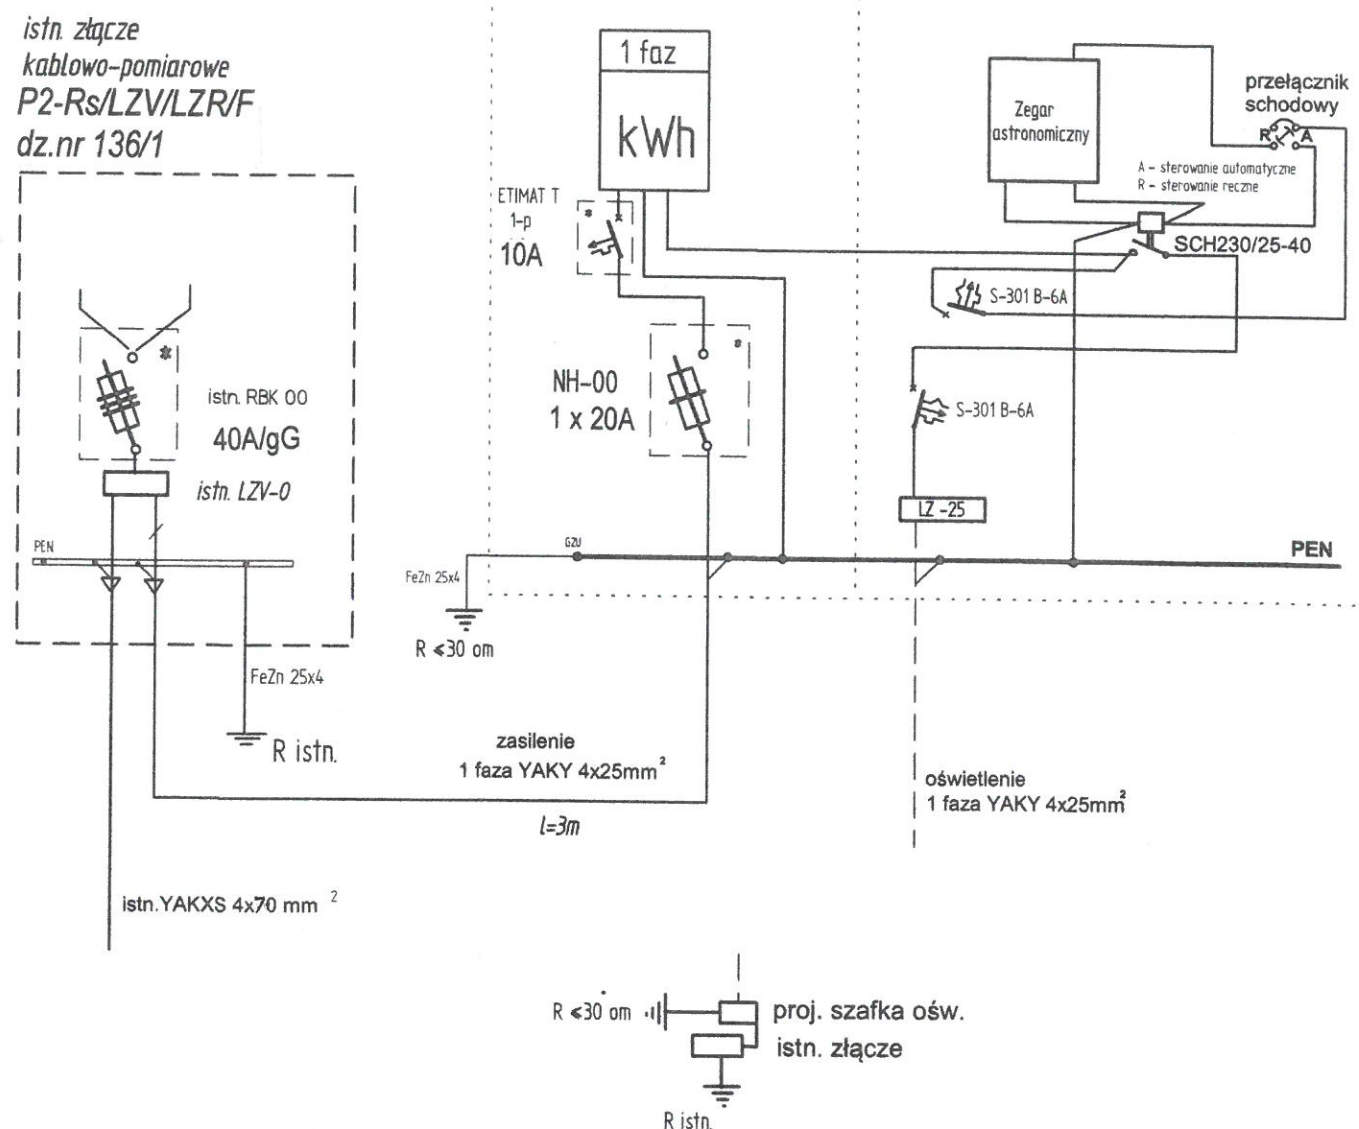 istn. złącze
kablowo-pomiarowe
P2-Rs/LZV/LZR/F
dz.nr 136/1
istn. RBK 00
40A/gG
istn. LZV-0
PEN
FeZn 25x4
R istn.
istn.YAKXS 4x70 mm 2
1 faz
kWh
ETIMAT T
1-p
10A
*
*
*
NH-00
1 x 20A
GZU
FeZn 25x4
R ≤30 om
zasilenie
1 faza YAKY 4x25mm2
l=3m
Zegar
astronomiczny
przełącznik
schodowy
R A
A - sterowanie automatyczne
R - sterowanie reczne
SCH230/25-40
S-301 B-6A
S-301 B-6A
LZ -25
PEN
oświetlenie
1 faza YAKY 4x25mm2
R ≤30 om
proj. szafka ośw.
istn. złącze
R istn.